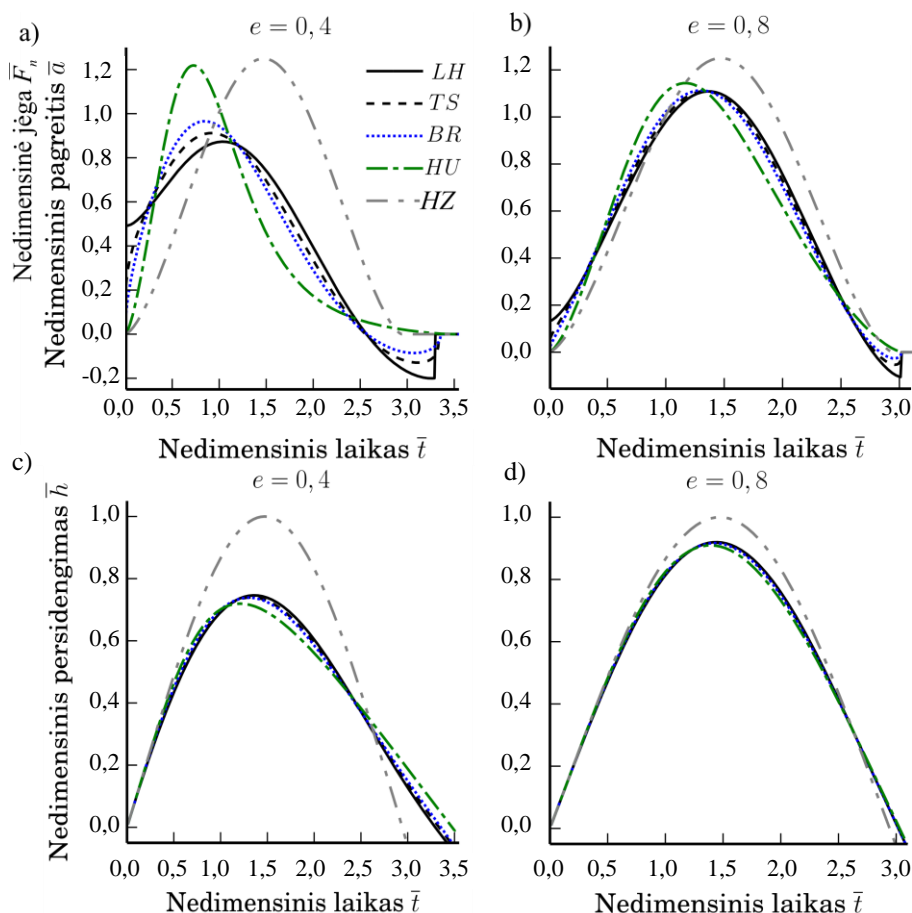 a)
e = 0, 4
Nedimensinė jėga F̅ₙ
Nedimensinis pagreitis a̅
1,2
1,0
0,8
0,6
0,4
0,2
0,0
-0,2
LH
TS
BR
HU
HZ
0,0 0,5 1,0 1,5 2,0 2,5 3,0 3,5
Nedimensinis laikas t̅
b)
e = 0, 8
1,2
1,0
0,8
0,6
0,4
0,2
0,0
0,0 0,5 1,0 1,5 2,0 2,5 3,0
Nedimensinis laikas t̅
c)
e = 0, 4
Nedimensinis persidengimas h̅
1,0
0,8
0,6
0,4
0,2
0,0
0,0 0,5 1,0 1,5 2,0 2,5 3,0 3,5
Nedimensinis laikas t̅
d)
e = 0, 8
1,0
0,8
0,6
0,4
0,2
0,0
0,0 0,5 1,0 1,5 2,0 2,5 3,0
Nedimensinis laikas t̅